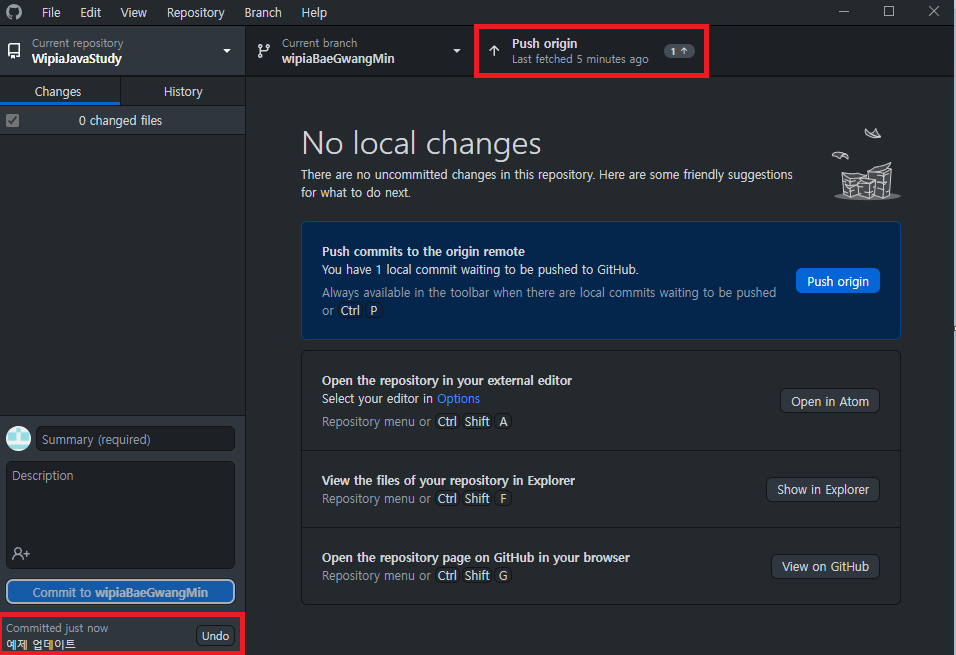 File Edit View Repository Branch Help
Current repository
WipiaJavaStudy
Current branch
wipiaBaeGwangMin
Push origin
Last fetched 5 minutes ago
1
Changes History
0 changed files
No local changes
There are no uncommitted changes in this repository. Here are some friendly suggestions
for what to do next.
Push commits to the origin remote
You have 1 local commit waiting to be pushed to GitHub.
Always available in the toolbar when there are local commits waiting to be pushed
or Ctrl P
Push origin
Open the repository in your external editor
Select your editor in Options
Repository menu or Ctrl Shift A
Open in Atom
View the files of your repository in Explorer
Repository menu or Ctrl Shift F
Show in Explorer
Open the repository page on GitHub in your browser
Repository menu or Ctrl Shift G
View on GitHub
Summary (required)
Description
Commit to wipiaBaeGwangMin
Committed just now
예제 업데이트
Undo